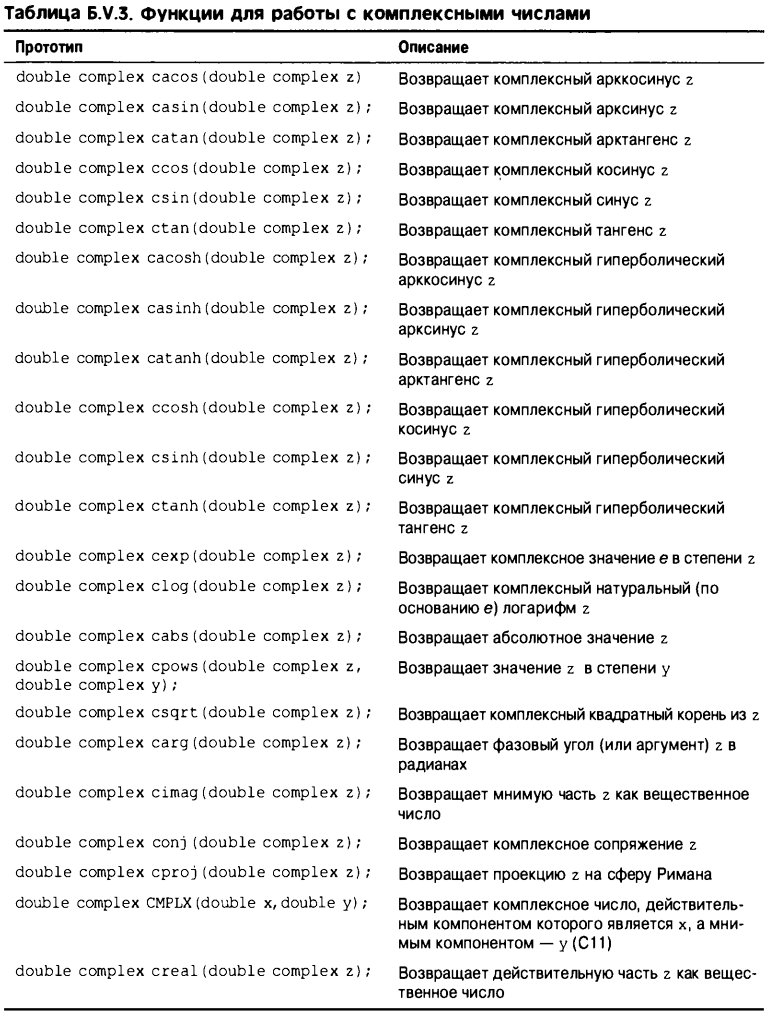 Таблица Б.V.3. Функции для работы с комплексными числами
Прототип Описание
double complex cacos(double complex z) Возвращает комплексный арккосинус z
double complex casin(double complex z); Возвращает комплексный арксинус z
double complex catan(double complex z); Возвращает комплексный арктангенс z
double complex ccos(double complex z); Возвращает комплексный косинус z
double complex csin(double complex z); Возвращает комплексный синус z
double complex ctan(double complex z); Возвращает комплексный тангенс z
double complex cacosh(double complex z); Возвращает комплексный гиперболический
арккосинус z
double complex casinh(double complex z); Возвращает комплексный гиперболический
арксинус z
double complex catanh(double complex z); Возвращает комплексный гиперболический
арктангенс z
double complex ccosh(double complex z); Возвращает комплексный гиперболический
косинус z
double complex csinh(double complex z); Возвращает комплексный гиперболический
синус z
double complex ctanh(double complex z); Возвращает комплексный гиперболический
тангенс z
double complex cexp(double complex z); Возвращает комплексное значение e в степени z
double complex clog(double complex z); Возвращает комплексный натуральный (по
основанию e) логарифм z
double complex cabs(double complex z); Возвращает абсолютное значение z
double complex cpows(double complex z, Возвращает значение z в степени y
double complex y);
double complex csqrt(double complex z); Возвращает комплексный квадратный корень из z
double complex carg(double complex z); Возвращает фазовый угол (или аргумент) z в
радианах
double complex cimag(double complex z); Возвращает мнимую часть z как вещественное
число
double complex conj(double complex z); Возвращает комплексное сопряжение z
double complex cproj(double complex z); Возвращает проекцию z на сферу Римана
double complex CMPLX(double x,double y); Возвращает комплексное число, действитель-
ным компонентом которого является x, а мни-
мым компонентом — y (C11)
double complex creal(double complex z); Возвращает действительную часть z как вещес-
твенное число